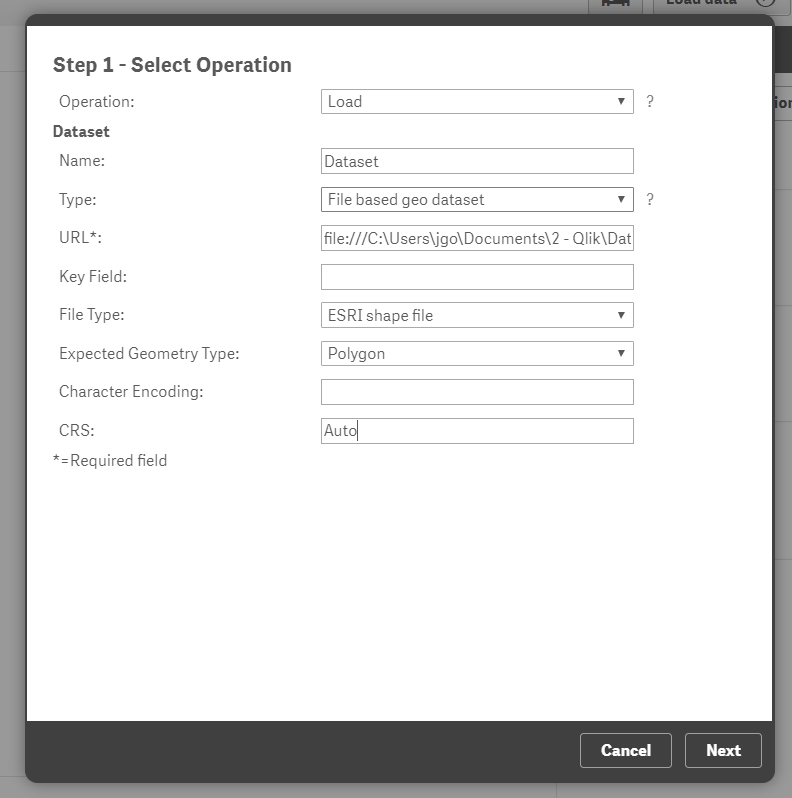 Load data
Step 1 - Select Operation
Operation: Load ?
Dataset
Name: Dataset
Type: File based geo dataset ?
URL*: file:///C:\Users\jgo\Documents\2 - Qlik\Dat
Key Field:
File Type: ESRI shape file
Expected Geometry Type: Polygon
Character Encoding:
CRS: Auto
*=Required field
Cancel Next